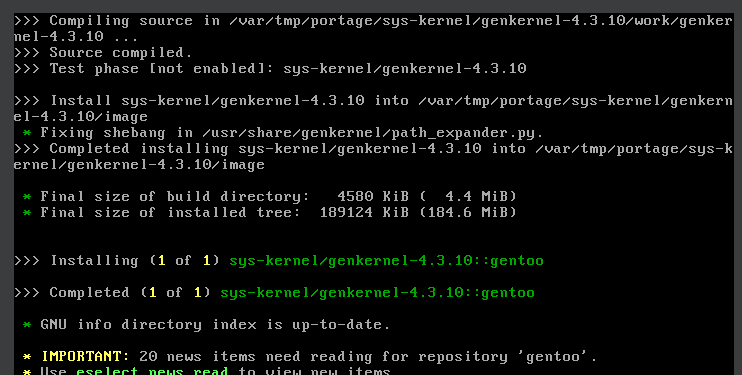 >>> Compiling source in /var/tmp/portage/sys-kernel/genkernel-4.3.10/work/genker
nel-4.3.10 ...
>>> Source compiled.
>>> Test phase [not enabled]: sys-kernel/genkernel-4.3.10
>>> Install sys-kernel/genkernel-4.3.10 into /var/tmp/portage/sys-kernel/genkern
el-4.3.10/image
* Fixing shebang in /usr/share/genkernel/path_expander.py.
>>> Completed installing sys-kernel/genkernel-4.3.10 into /var/tmp/portage/sys-k
ernel/genkernel-4.3.10/image
* Final size of build directory:   4580 KiB (  4.4 MiB)
* Final size of installed tree:  189124 KiB (184.6 MiB)
>>> Installing (1 of 1) sys-kernel/genkernel-4.3.10::gentoo
>>> Completed (1 of 1) sys-kernel/genkernel-4.3.10::gentoo
* GNU info directory index is up-to-date.
* IMPORTANT: 20 news items need reading for repository 'gentoo'.
* Use eselect news read to view new items.